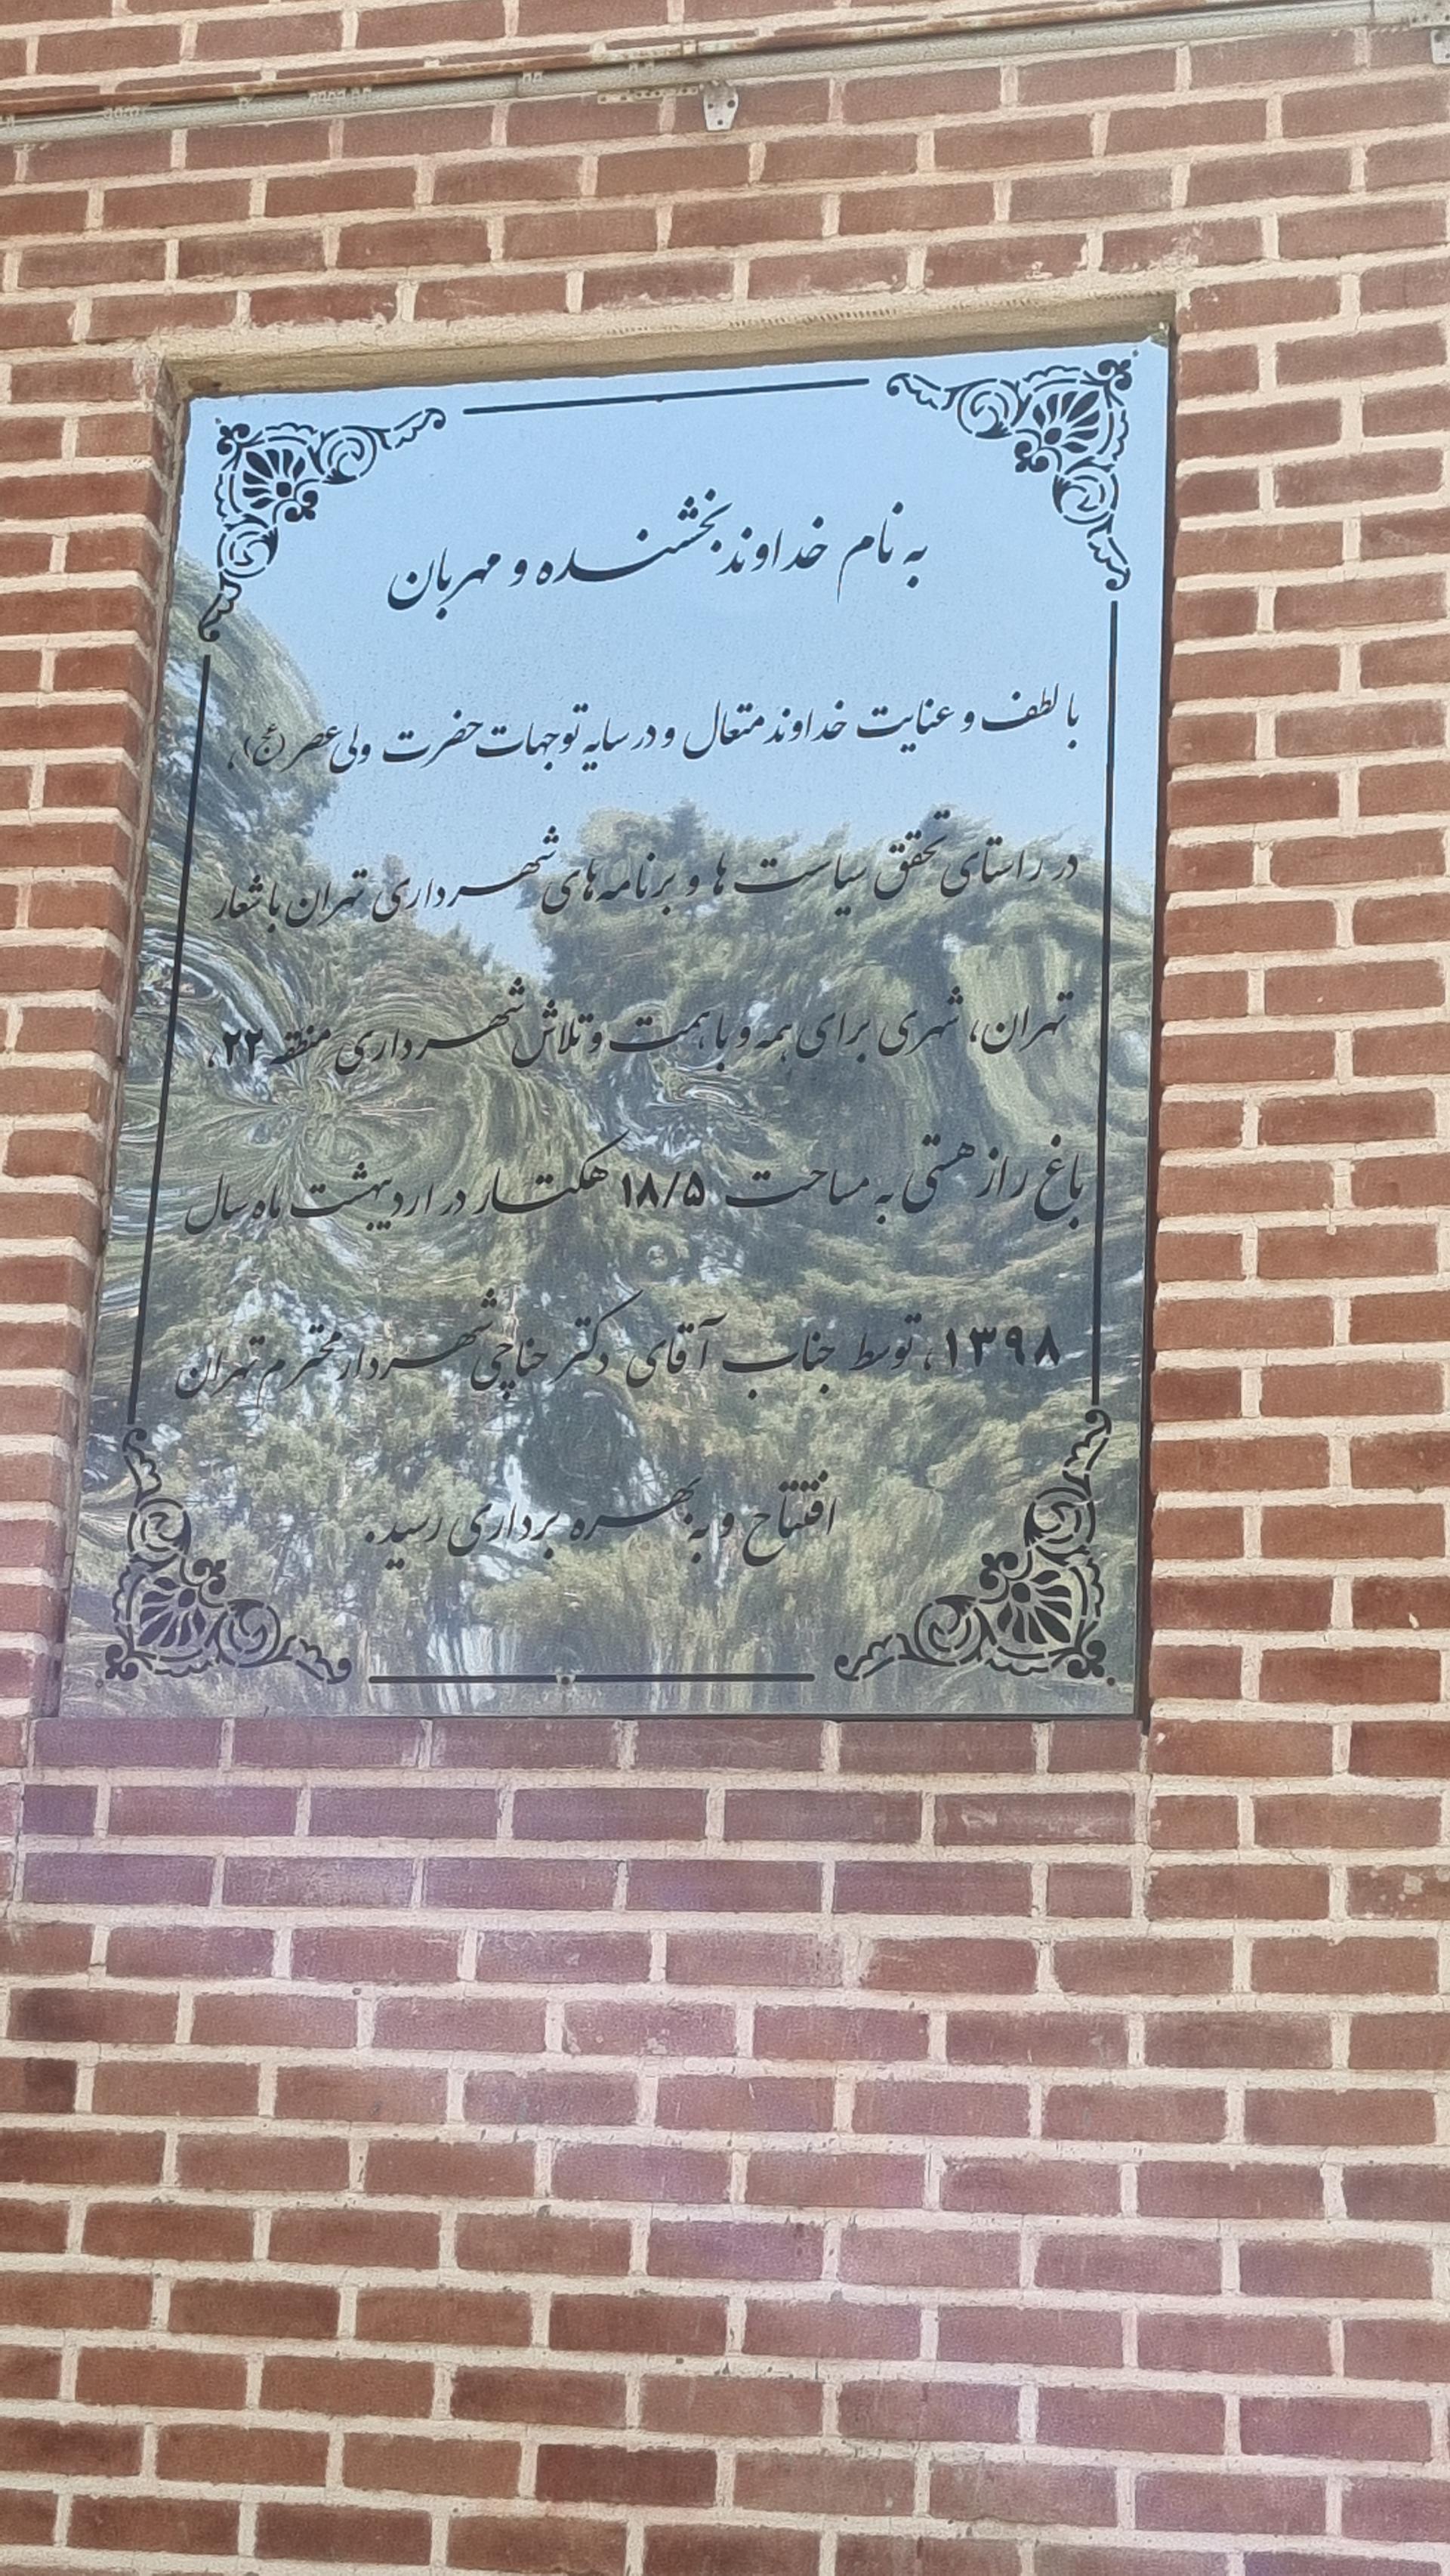 به نام خداوند بخشنده و مهربان
با لطف و عنایت خداوند متعال و در سایه توجهات حضرت ولی عصر (عج)،
در راستای تحقق سیاست ها و برنامه های شهرداری تهران با شعار
تهران، شهری برای همه و با همت و تلاش شهرداری منطقه ۲۲،
باغ راز هستی به مساحت ۱۸/۵ هکتار در اردیبهشت ماه سال
۱۳۹۸، توسط جناب آقای دکتر حناچی شهردار محترم تهران
افتتاح و به بهره برداری رسید.